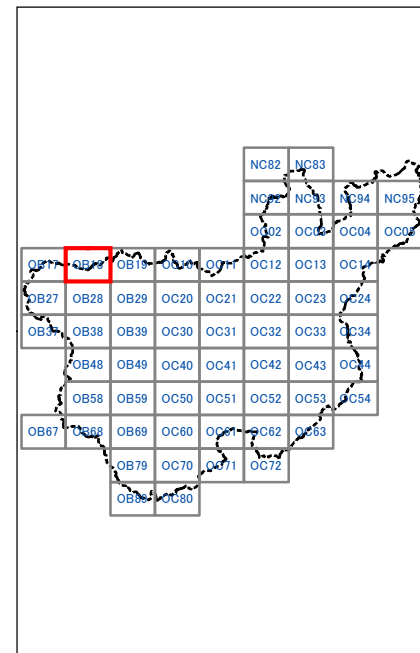 NC82 NC83
NC92 NC93 NC94 NC95
OC02 OC03 OC04 OC05
OB17 OB18 OB19 OC10 OC11 OC12 OC13 OC14
OB27 OB28 OB29 OC20 OC21 OC22 OC23 OC24
OB37 OB38 OB39 OC30 OC31 OC32 OC33 OC34
OB48 OB49 OC40 OC41 OC42 OC43 OC44
OB58 OB59 OC50 OC51 OC52 OC53 OC54
OB67 OB68 OB69 OC60 OC61 OC62 OC63
OB79 OC70 OC71 OC72
OB89 OC80